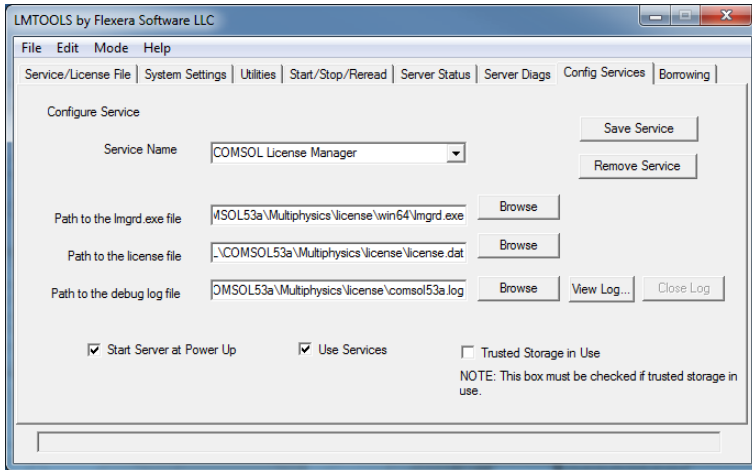 LMTOOLS by Flexera Software LLC
File Edit Mode Help
Service/License File System Settings Utilities Start/Stop/Reread Server Status Server Diags Config Services Borrowing
Configure Service
Save Service
Service Name COMSOL License Manager
Remove Service
Path to the lmgrd.exe file MSOL53a\Multiphysics\license\win64\lmgrd.exe Browse
Path to the license file _\COMSOL53a\Multiphysics\license\license.dat Browse
Path to the debug log file OMSOL53a\Multiphysics\license\comsol53a.log Browse View Log... Close Log
Start Server at Power Up Use Services Trusted Storage in Use
NOTE: This box must be checked if trusted storage in
use.